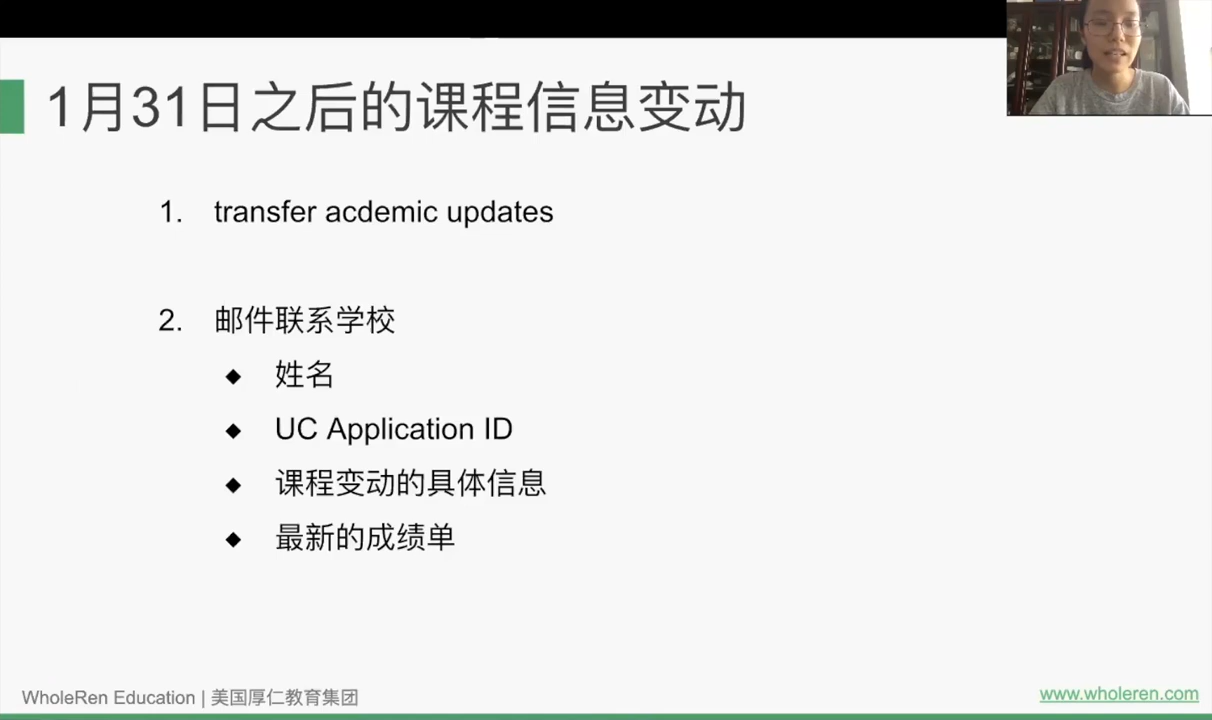 1月31日之后的课程信息变动
1. transfer acdemic updates
2. 邮件联系学校
◆ 姓名
◆ UC Application ID
◆ 课程变动的具体信息
◆ 最新的成绩单
WholeRen Education | 美国厚仁教育集团
www.wholeren.com